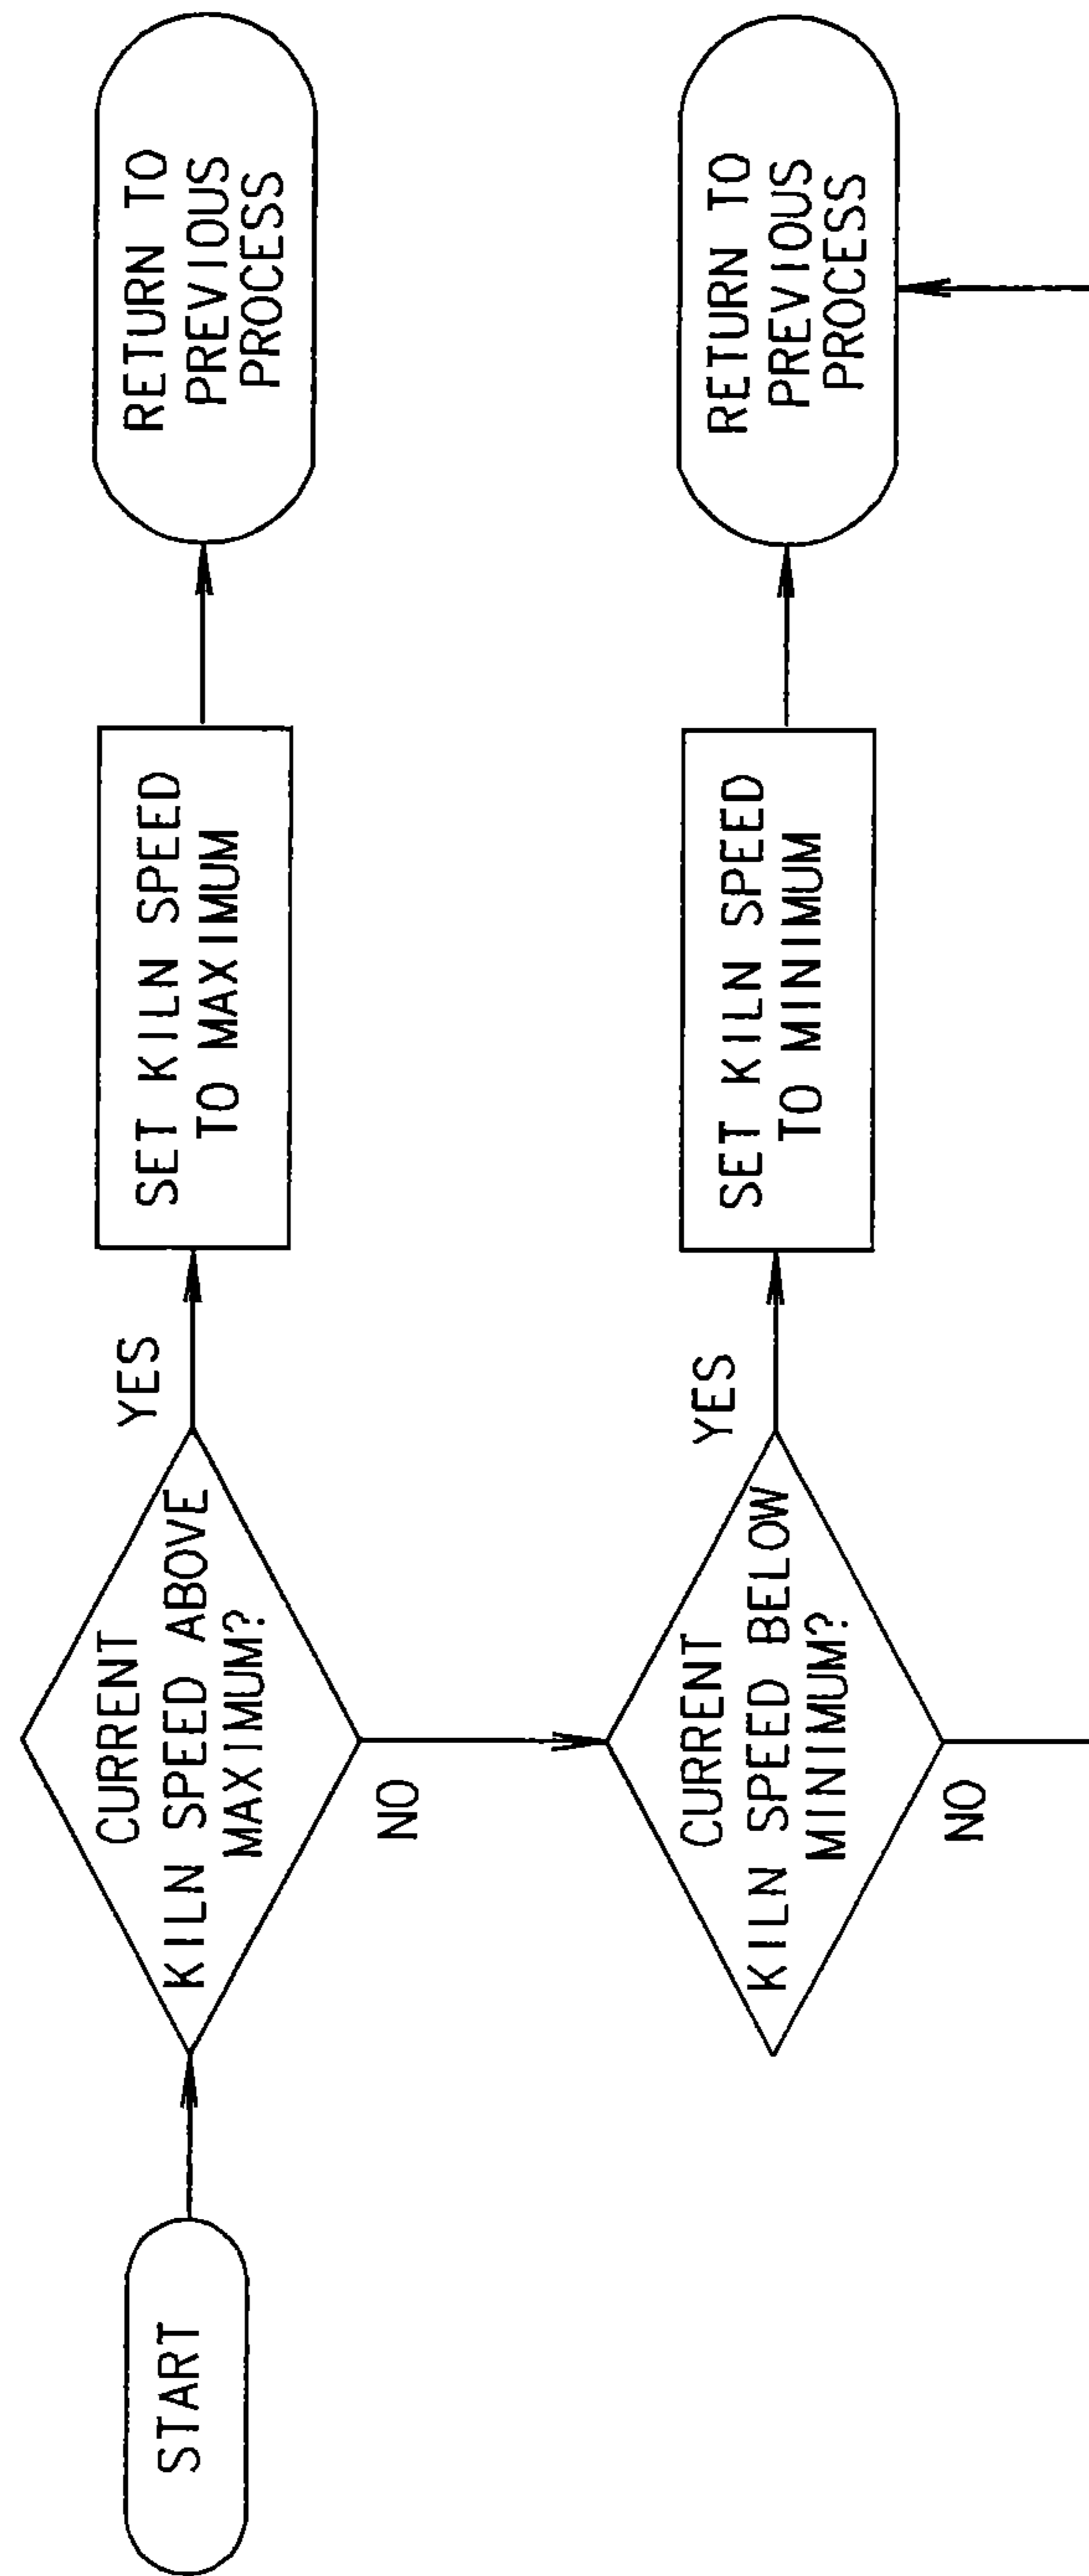 START
CURRENT
KILN SPEED ABOVE
MAXIMUM?
YES
SET KILN SPEED
TO MAXIMUM
RETURN TO
PREVIOUS
PROCESS
NO
CURRENT
KILN SPEED BELOW
MINIMUM?
YES
SET KILN SPEED
TO MINIMUM
RETURN TO
PREVIOUS
PROCESS
NO